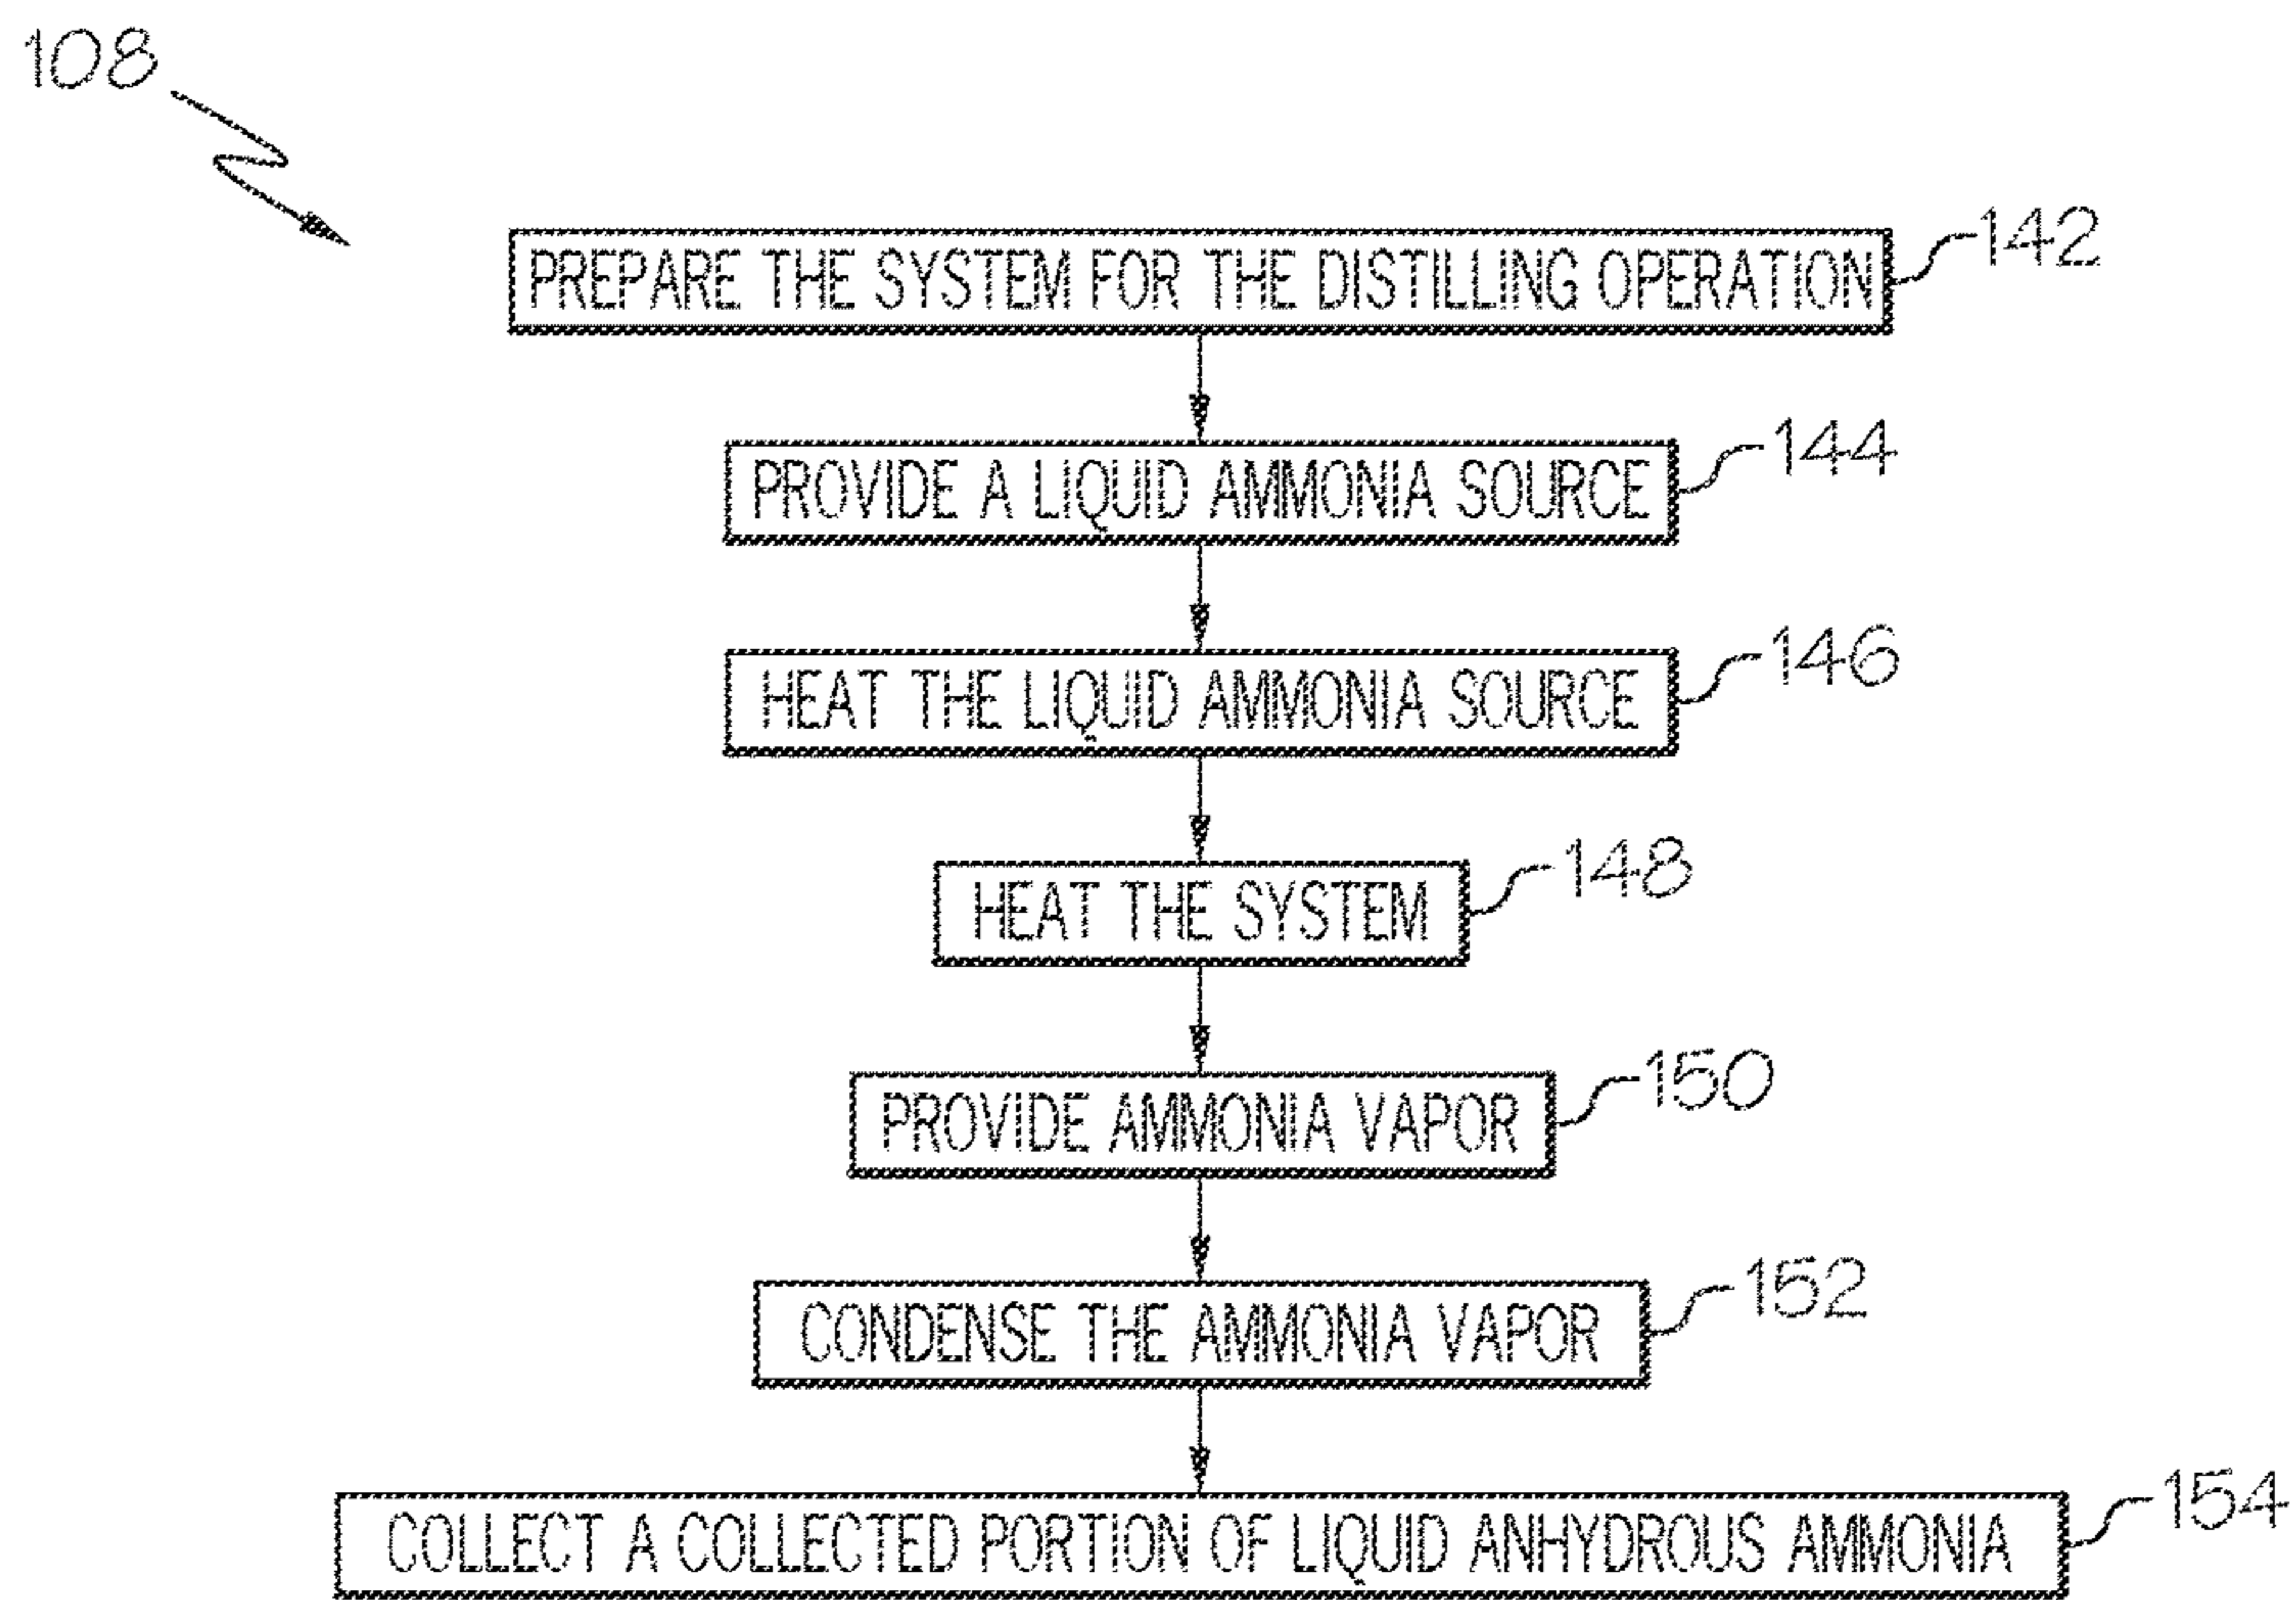 108
PREPARE THE SYSTEM FOR THE DISTILLING OPERATION 142
PROVIDE A LIQUID AMMONIA SOURCE 144
HEAT THE LIQUID AMMONIA SOURCE 146
HEAT THE SYSTEM 148
PROVIDE AMMONIA VAPOR 150
CONDENSE THE AMMONIA VAPOR 152
COLLECT A COLLECTED PORTION OF LIQUID ANHYDROUS AMMONIA 154